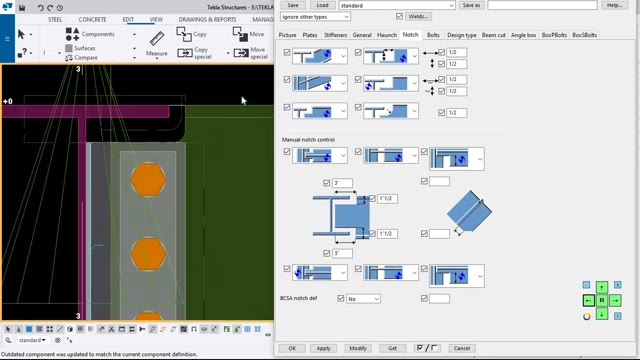 Tekla Structures - [E:\TEKLA
STEEL CONCRETE EDIT VIEW DRAWINGS & REPORTS MANAGE
Components
Surfaces
Compare
Measure
Copy
Copy special
Move
Move special
Save Load standard Save as Help...
ignore other types Welds...
Picture Plates Stiffeners General Haunch Notch Bolts Design type Beam cut Angle box BoxPBolts BoxSBolts
1/2
1/2
1/2
1/2
1/2
Manual notch control
3"
1"1/2
1"1/2
3"
BCSA notch def No
OK Apply Modify Get Cancel
3
+0
3
R
standard
Outdated component was updated to match the current component definition.